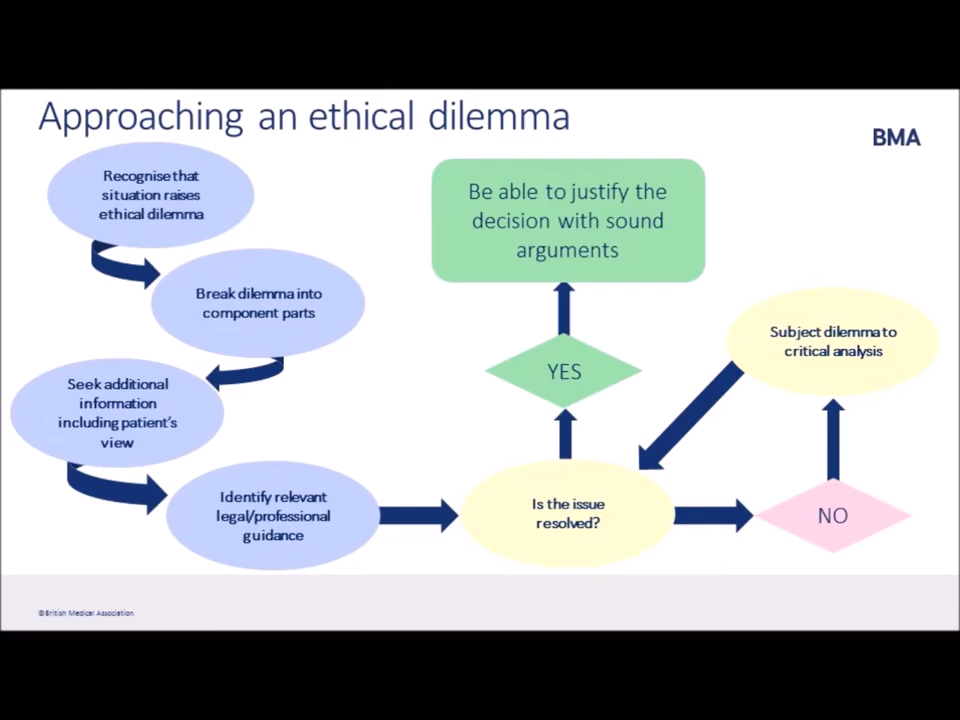 Approaching an ethical dilemma
BMA
Recognise that
situation raises
ethical dilemma
Break dilemma into
component parts
Seek additional
information
including patient's
view
Identify relevant
legal/professional
guidance
Is the issue
resolved?
YES
Be able to justify the
decision with sound
arguments
NO
Subject dilemma to
critical analysis
©British Medical Association